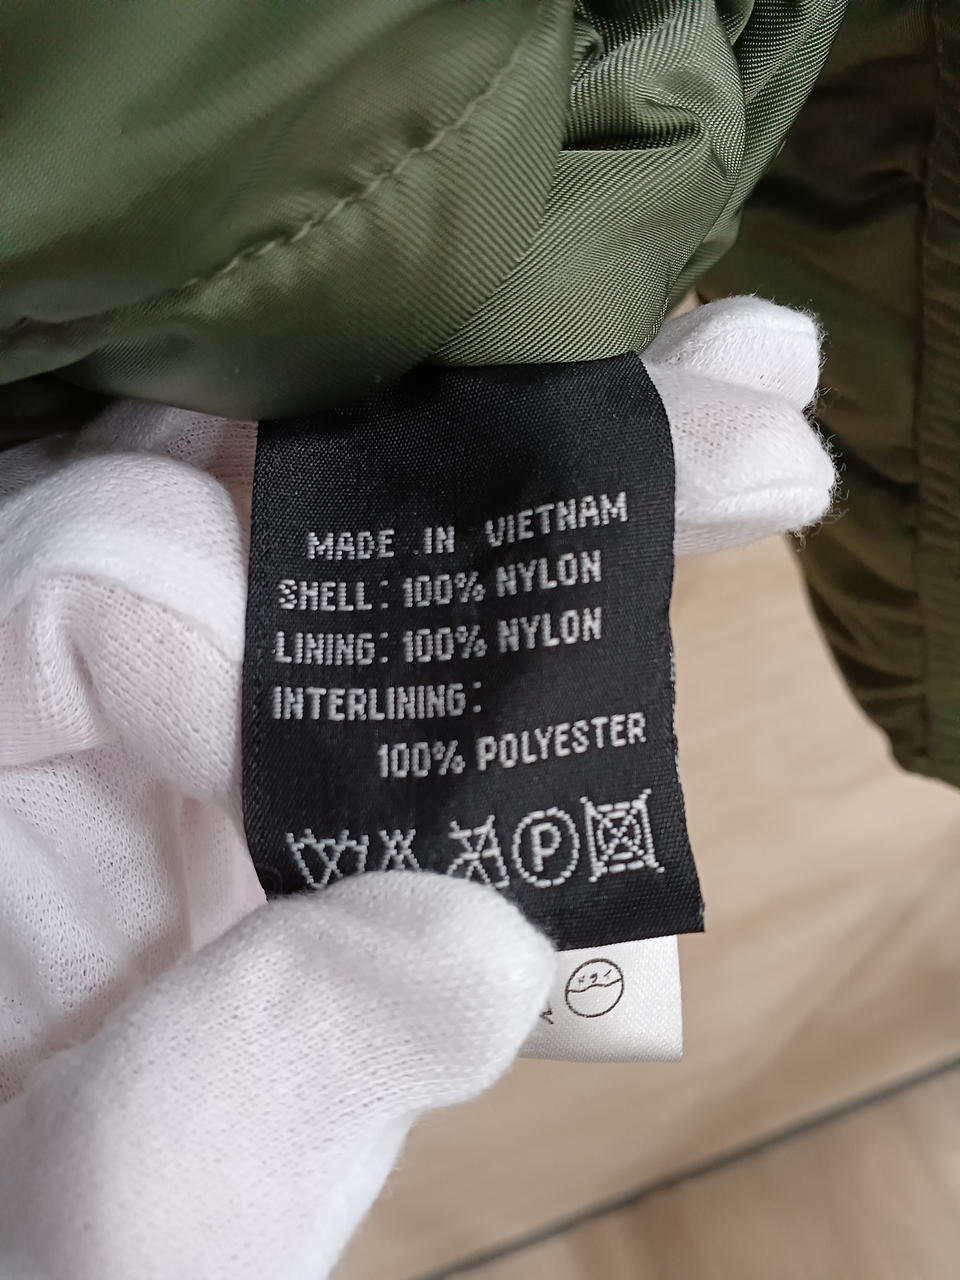 MADE IN VIETNAM
SHELL: 100% NYLON
LINING: 100% NYLON
INTERLINING:
100% POLYESTER
P